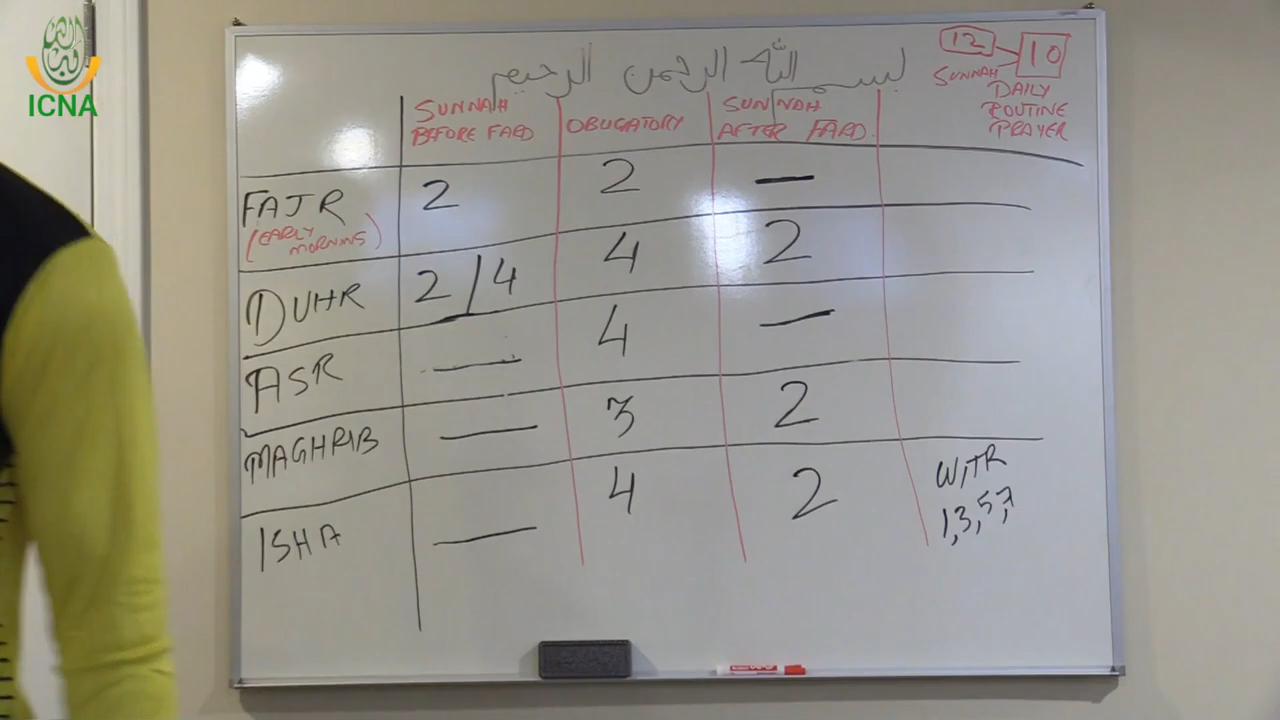 ICNA
بسم الله الرحمن الرحيم
12 10
SUNNAH DAILY
ROUTINE
PRAYER
SUNNAH BEFORE FARD OBLIGATORY SUNNAH AFTER FARD.
FAJR (EARLY MORNING) 2 2 —
DUHR 2/4 4 2
ASR — 4 —
MAGHRIB — 3 2
ISHA — 4 2 WITR 1,3,5,7